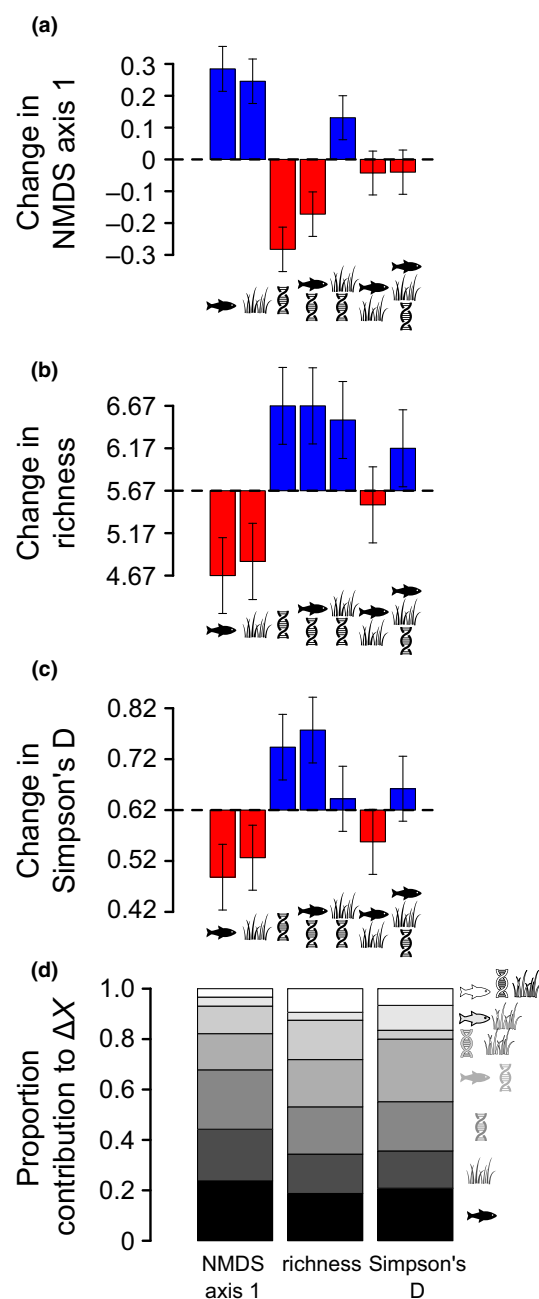 (a)
Change in
NMDS axis 1
0.3
0.2
0.1
0
−0.1
−0.2
−0.3
(b)
Change in
richness
6.67
6.17
5.67
5.17
4.67
(c)
Change in
Simpson's D
0.82
0.72
0.62
0.52
0.42
(d)
Proportion
contribution to ΔX
1.0
0.8
0.6
0.4
0.2
0
NMDS
axis 1
richness
Simpson's
D